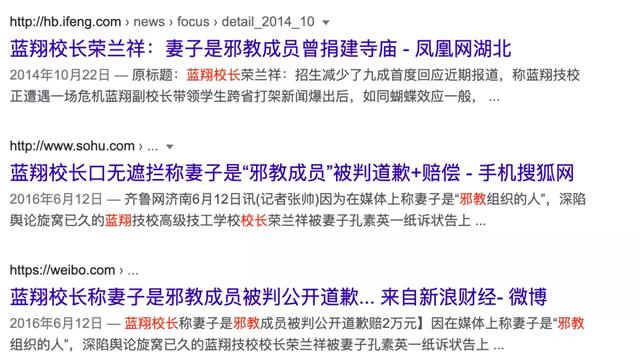 http://hb.ifeng.com › news › focus › detail_2014_10
蓝翔校长荣兰祥：妻子是邪教成员曾捐建寺庙 - 凤凰网湖北
2014年10月22日 — 原标题：蓝翔校长荣兰祥：招生减少了九成首度回应近期报道，称蓝翔技校
正遭遇一场危机蓝翔副校长带领学生跨省打架新闻爆出后，如同蝴蝶效应一般， ...
http://www.sohu.com › ...
蓝翔校长口无遮拦称妻子是“邪教成员”被判道歉+赔偿 - 手机搜狐网
2016年6月12日 — 齐鲁网济南6月12日讯(记者张帅)因为在媒体上称妻子是“邪教组织的人”，深陷
舆论旋窝已久的蓝翔技校高级技工学校校长荣兰祥被妻子孔素英一纸诉状告上 ...
https://weibo.com › ...
蓝翔校长称妻子是邪教成员被判公开道歉... 来自新浪财经- 微博
2016年6月12日 — 蓝翔校长称妻子是邪教成员被判公开道歉赔2万元】因在媒体上称妻子是“邪教
组织的人”，深陷舆论旋窝已久的蓝翔技校校长荣兰祥被妻子孔素英一纸诉状告上 ...